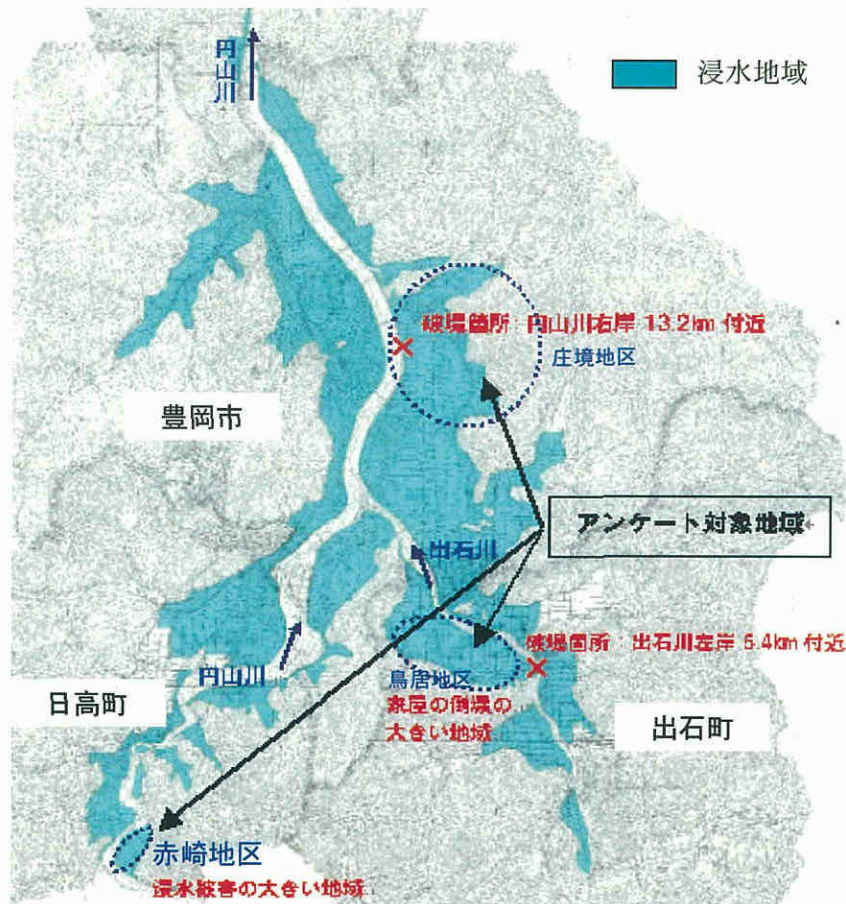 円山川
浸水地域
破堤箇所：円山川右岸 13.2km 付近
庄境地区
豊岡市
アンケート対象地域
出石川
破堤箇所：出石川左岸 5.4km 付近
円山川
鳥居地区
家屋の倒壊の
大きい地域
日高町
出石町
赤崎地区
浸水被害の大きい地域